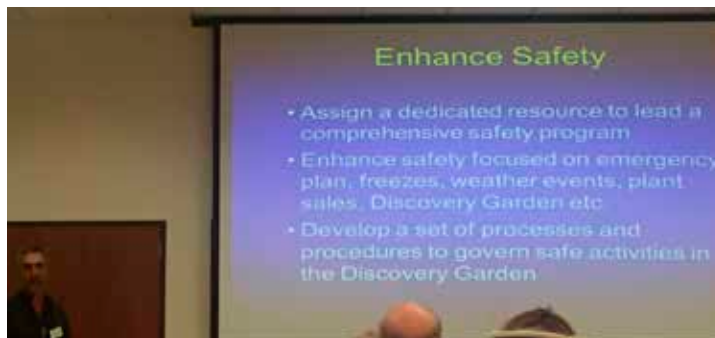 Enhance Safety
• Assign a dedicated resource to lead a
comprehensive safety program
• Enhance safety focused on emergency
plan, freezes, weather events, plant
sales, Discovery Garden etc
• Develop a set of processes and
procedures to govern safe activities in
the Discovery Garden